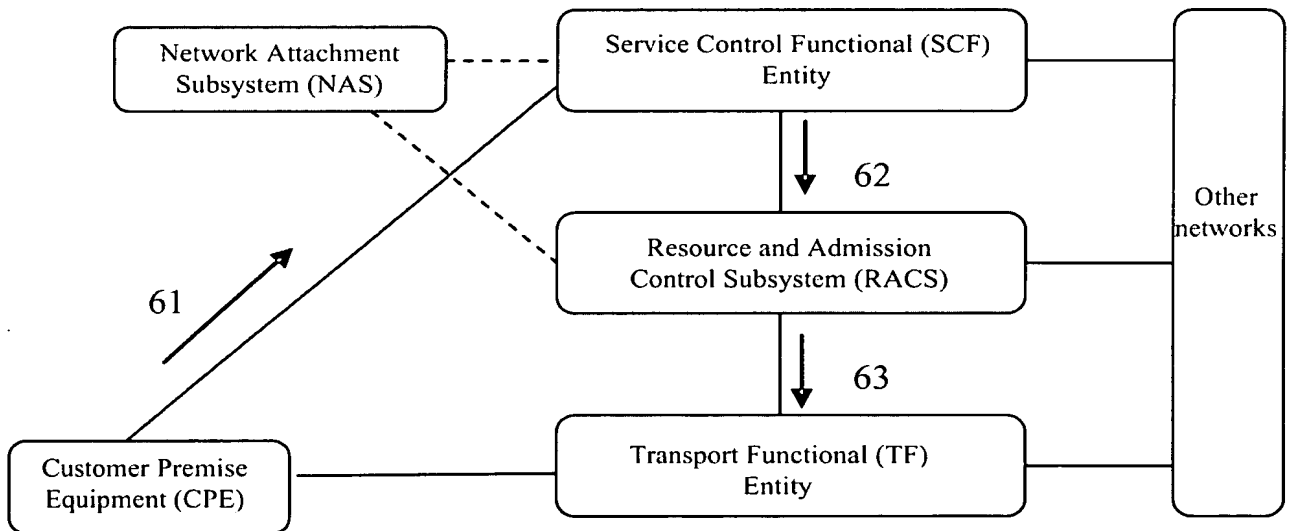 Network Attachment
Subsystem (NAS)
Service Control Functional (SCF)
Entity
62
Other
networks
Resource and Admission
Control Subsystem (RACS)
61
63
Customer Premise
Equipment (CPE)
Transport Functional (TF)
Entity